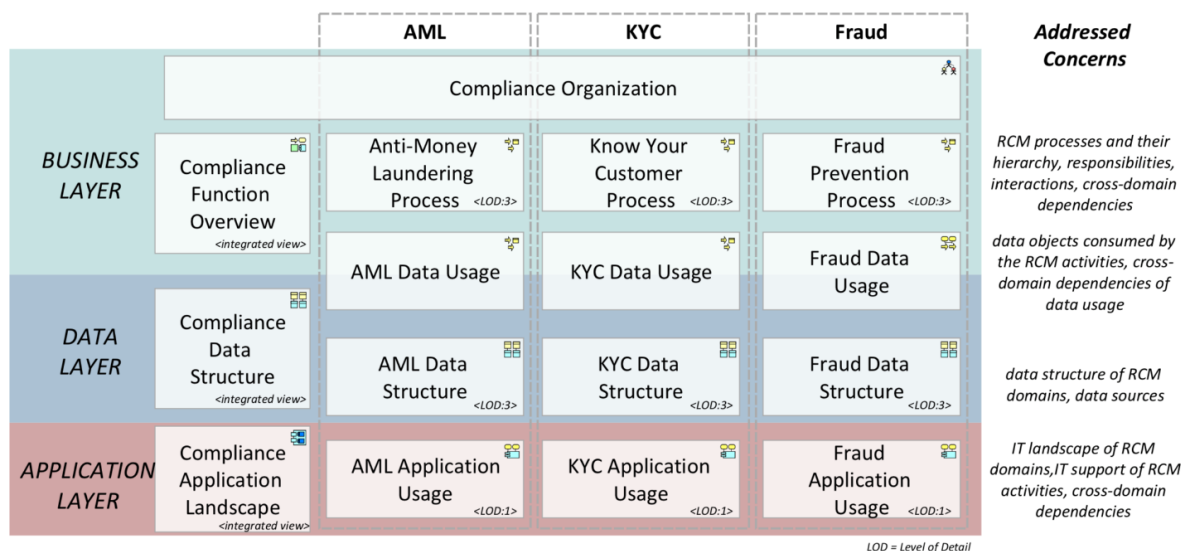 AML
KYC
Fraud
Addressed
Concerns
Compliance Organization
BUSINESS
LAYER
Compliance
Function
Overview
<integrated view>
Anti-Money
Laundering
Process
<LOD:3>
Know Your
Customer
Process
<LOD:3>
Fraud
Prevention
Process
<LOD:3>
RCM processes and their
hierarchy, responsibilities,
interactions, cross-domain
dependencies
AML Data Usage
KYC Data Usage
Fraud Data
Usage
data objects consumed by
the RCM activities, cross-
domain dependencies of
data usage
DATA
LAYER
Compliance
Data
Structure
<integrated view>
AML Data
Structure
<LOD:3>
KYC Data
Structure
<LOD:3>
Fraud Data
Structure
<LOD:3>
data structure of RCM
domains, data sources
APPLICATION
LAYER
Compliance
Application
Landscape
<integrated view>
AML Application
Usage
<LOD:1>
KYC Application
Usage
<LOD:1>
Fraud
Application
Usage
<LOD:1>
IT landscape of RCM
domains,IT support of RCM
activities, cross-domain
dependencies
LOD = Level of Detail